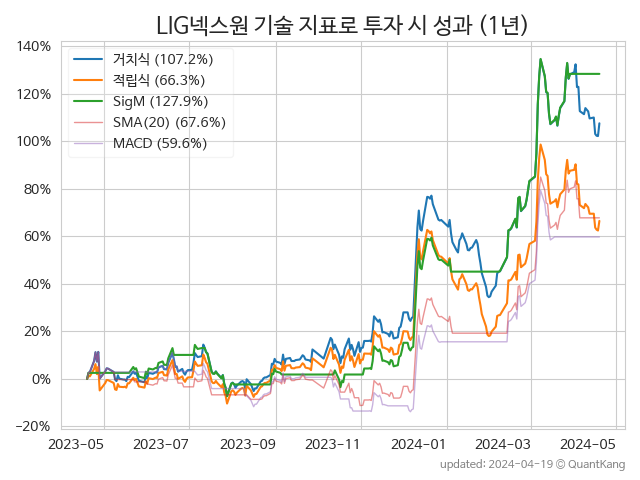 LIG넥스원 기술 지표로 투자 시 성과 (1년)
140%
120%
100%
80%
60%
40%
20%
0%
−20%
거치식 (107.2%)
적립식 (66.3%)
SigM (127.9%)
SMA(20) (67.6%)
MACD (59.6%)
2023-05
2023-07
2023-09
2023-11
2024-01
2024-03
2024-05
updated: 2024-04-19 © QuantKang